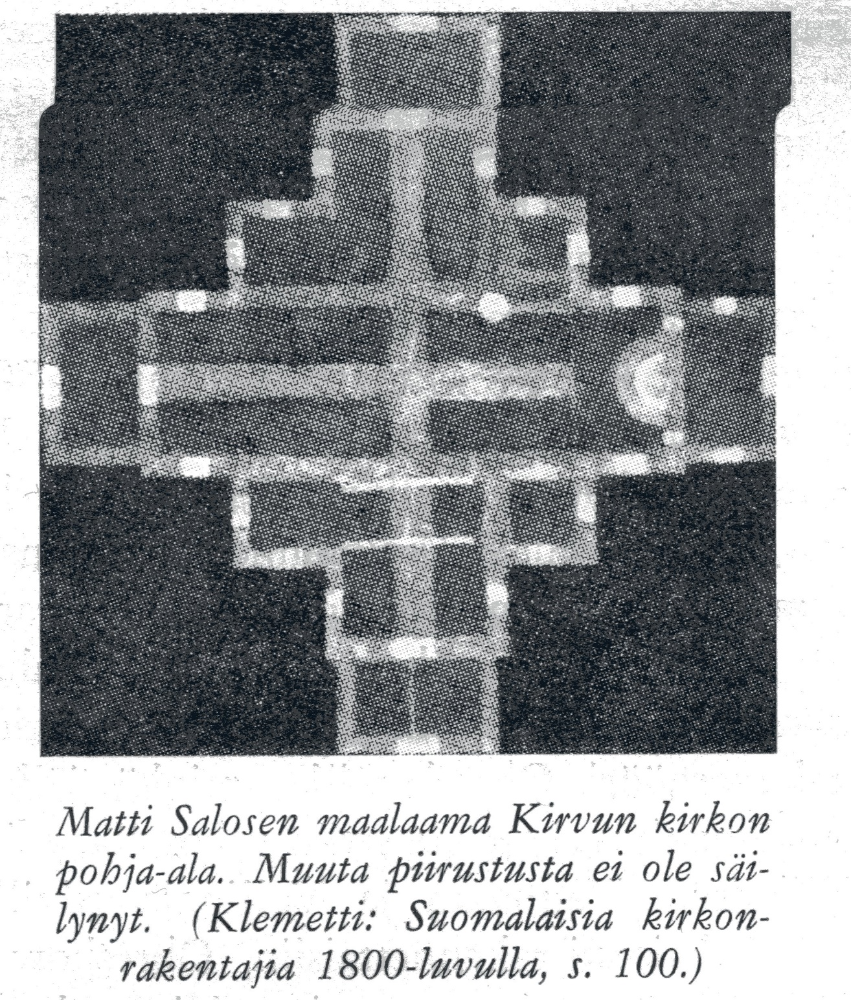 Matti Salosen maalaama Kirvun kirkon
pohja-ala. Muuta piirustusta ei ole säi-
lynyt. (Klemetti: Suomalaisia kirkon-
rakentajia 1800-luvulla, s. 100.)